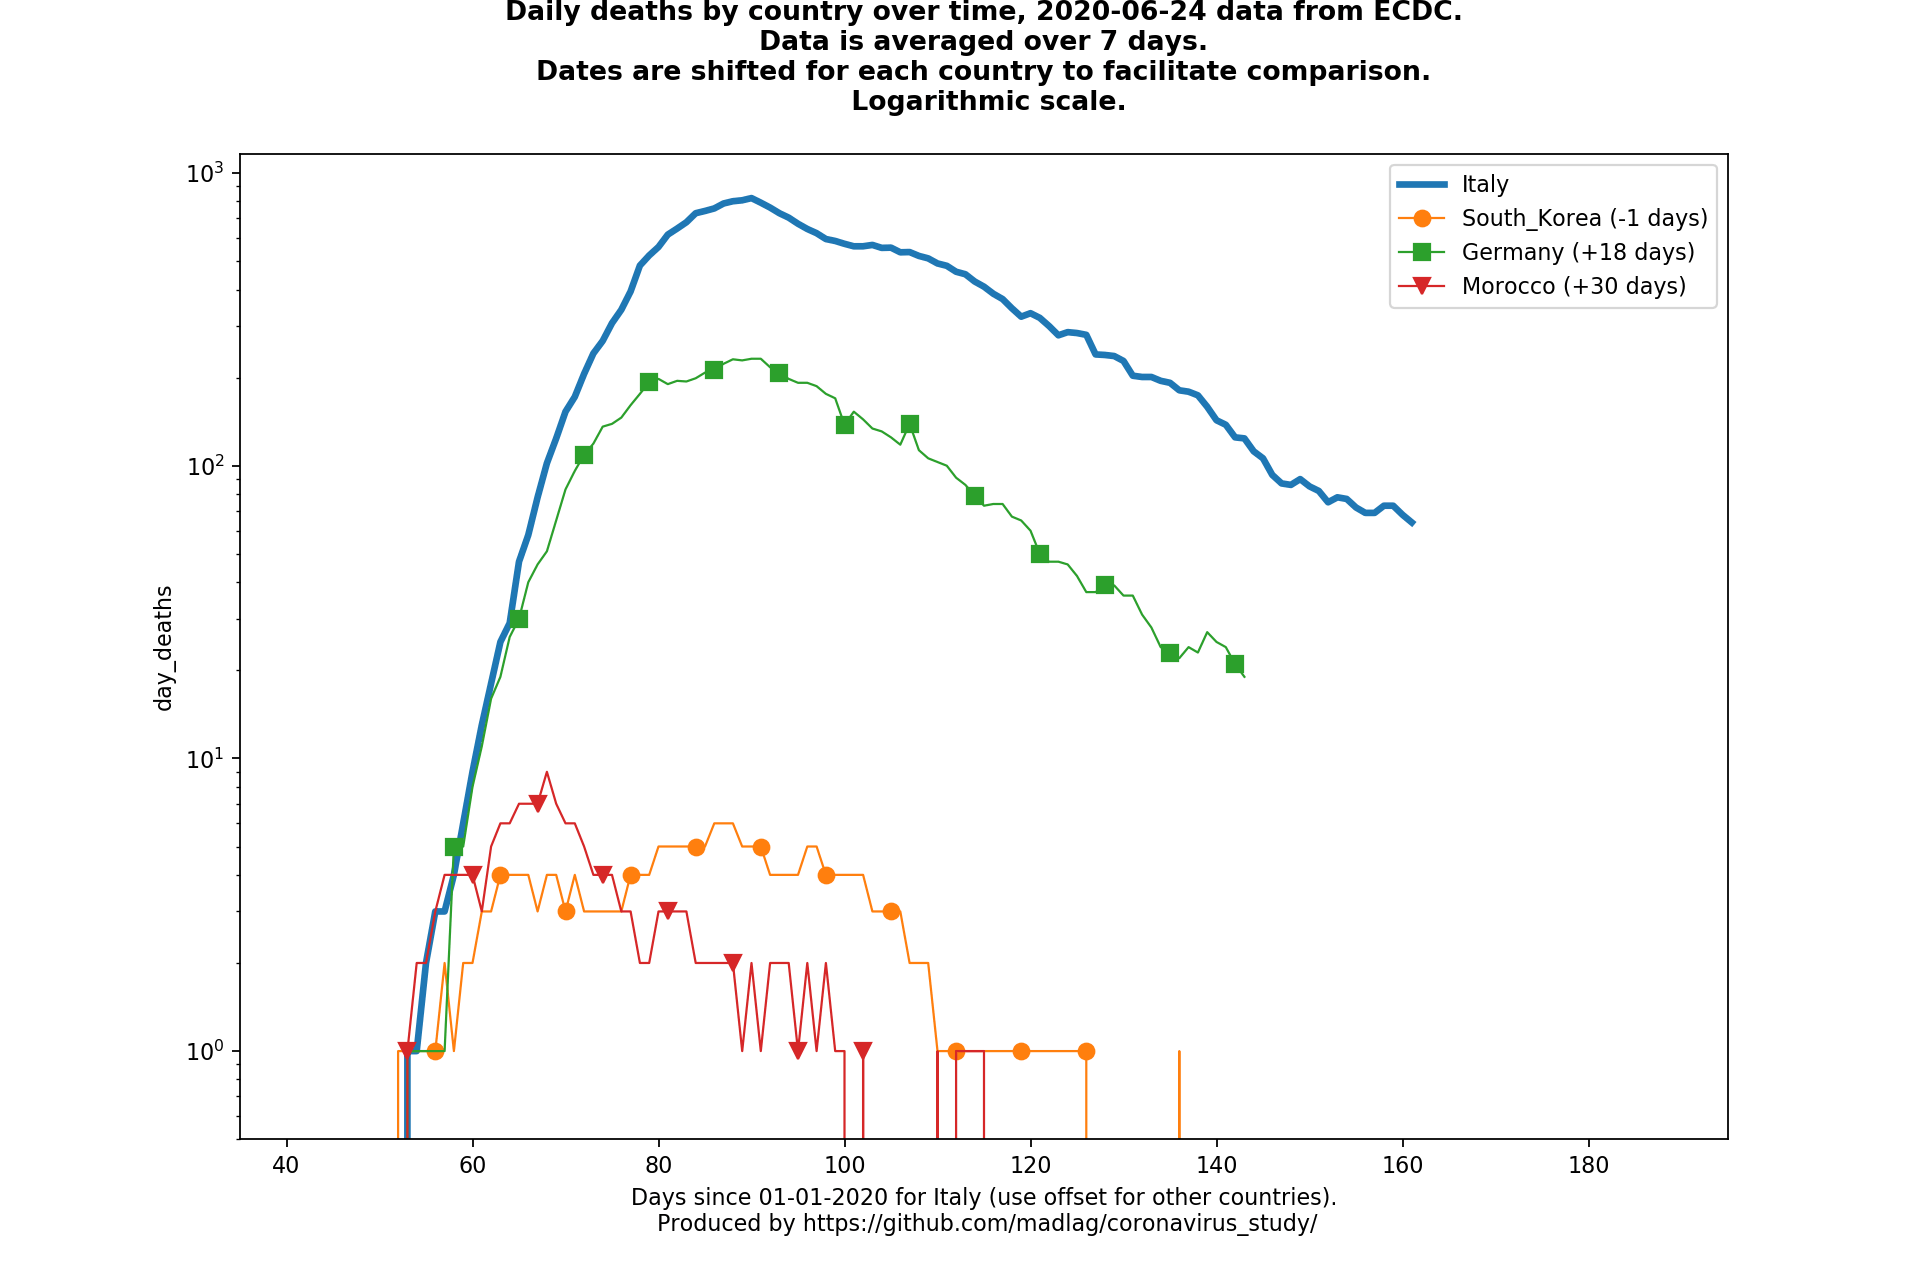 Daily deaths by country over time, 2020-06-24 data from ECDC.
Data is averaged over 7 days.
Dates are shifted for each country to facilitate comparison.
Logarithmic scale.
10³
10²
10¹
10⁰
day_deaths
Italy
South_Korea (-1 days)
Germany (+18 days)
Morocco (+30 days)
40 60 80 100 120 140 160 180
Days since 01-01-2020 for Italy (use offset for other countries).
Produced by https://github.com/madlag/coronavirus_study/